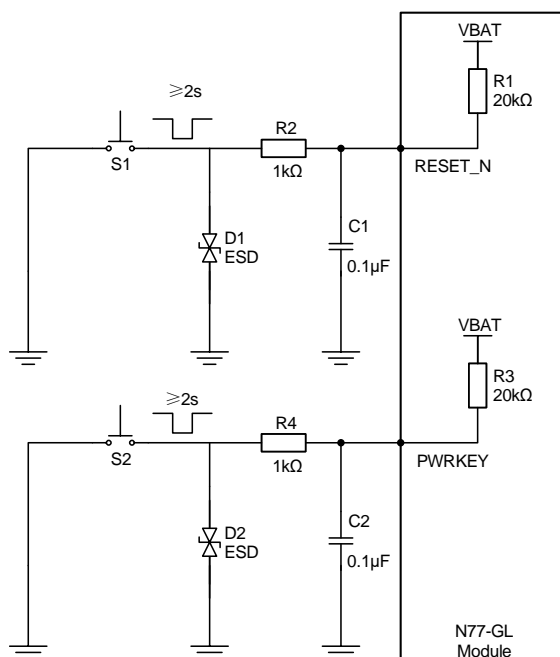 VBAT
R1
20kΩ
≥2s
R2
S1
1kΩ
RESET_N
D1
ESD
C1
0.1μF
VBAT
R3
20kΩ
≥2s
R4
S2
1kΩ
PWRKEY
D2
ESD
C2
0.1μF
N77-GL
Module